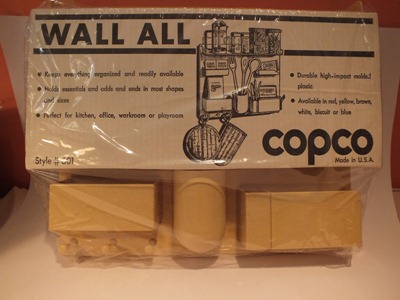 WALL ALL
• Keeps everything organized and readily available
• Holds essentials and odds and ends in most shapes
and sizes
• Perfect for kitchen, office, workroom or playroom
• Durable high-impact molded
plastic
• Available in red, yellow, brown,
white, biscuit or blue
Style # 601
copco
Made in U.S.A.